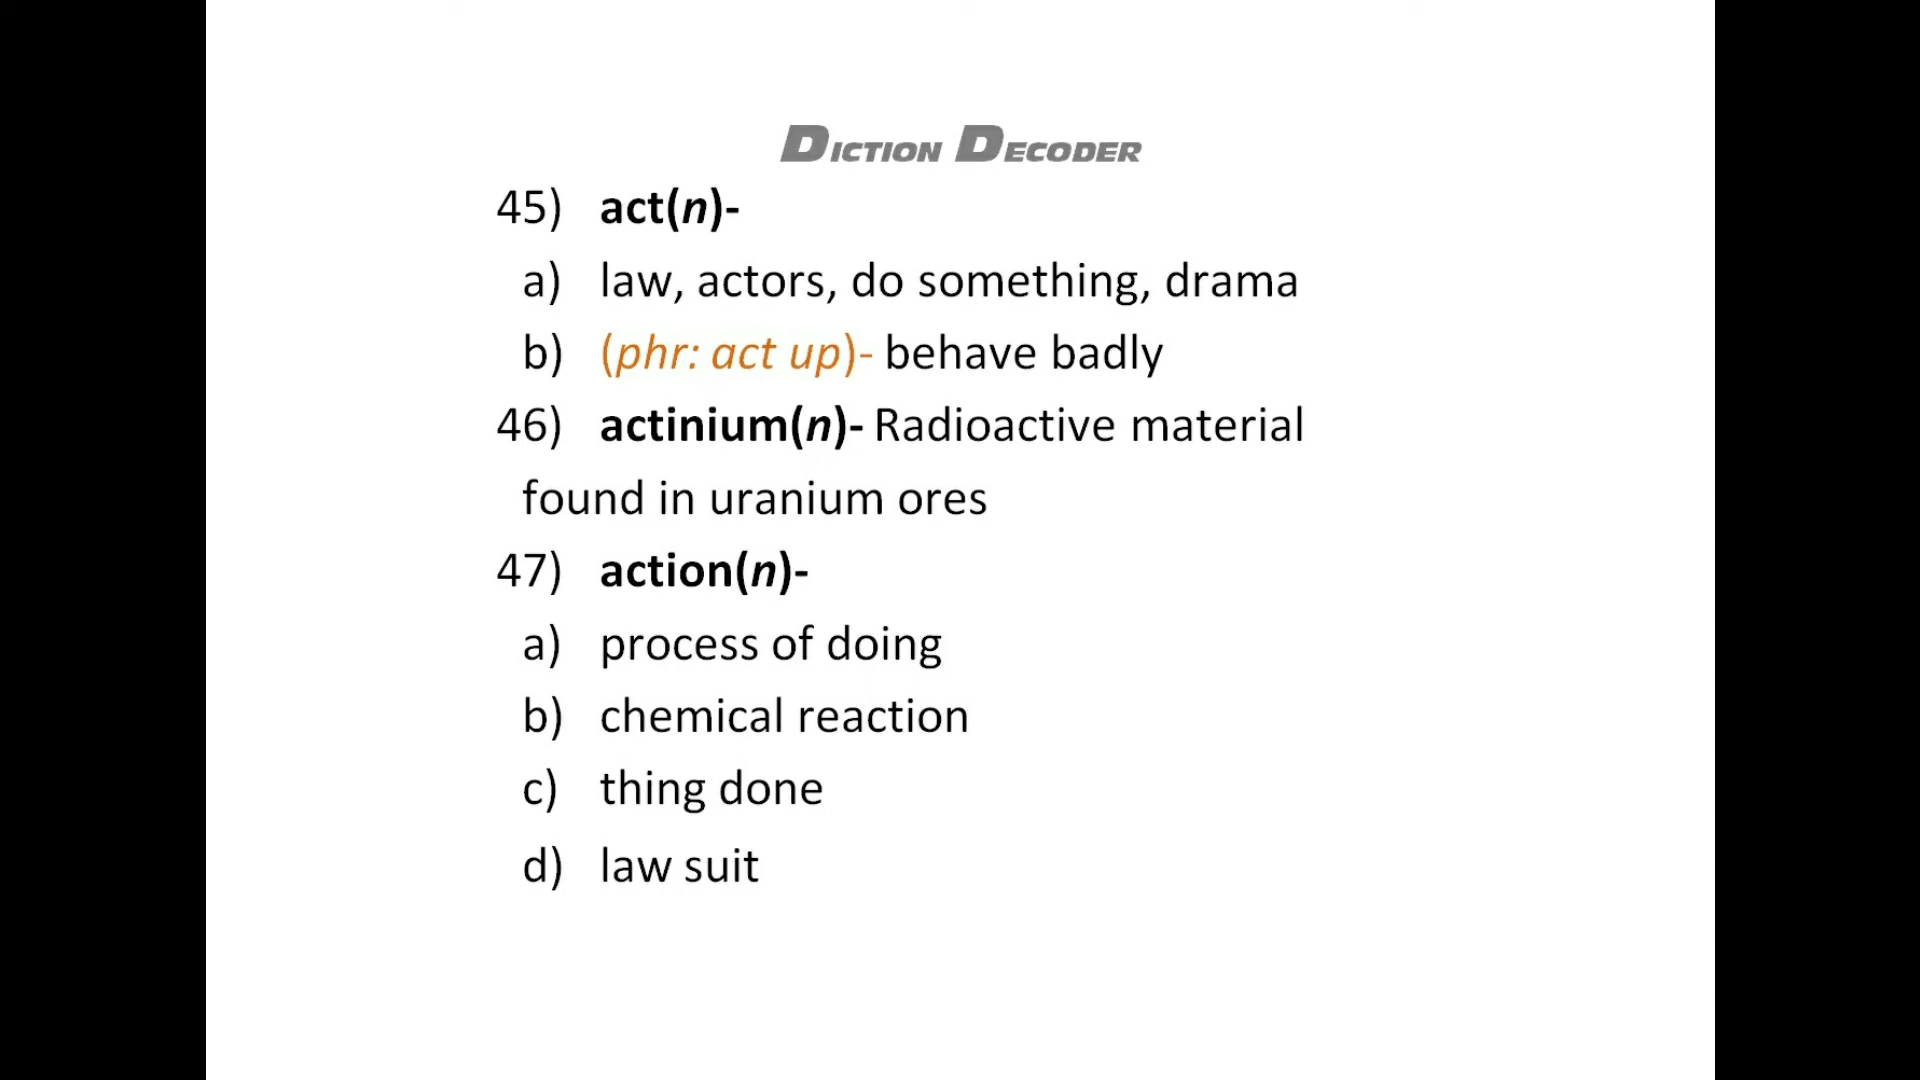 DICTION DECODER
45) act(n)-
a) law, actors, do something, drama
b) (phr: act up)- behave badly
46) actinium(n)- Radioactive material
found in uranium ores
47) action(n)-
a) process of doing
b) chemical reaction
c) thing done
d) law suit